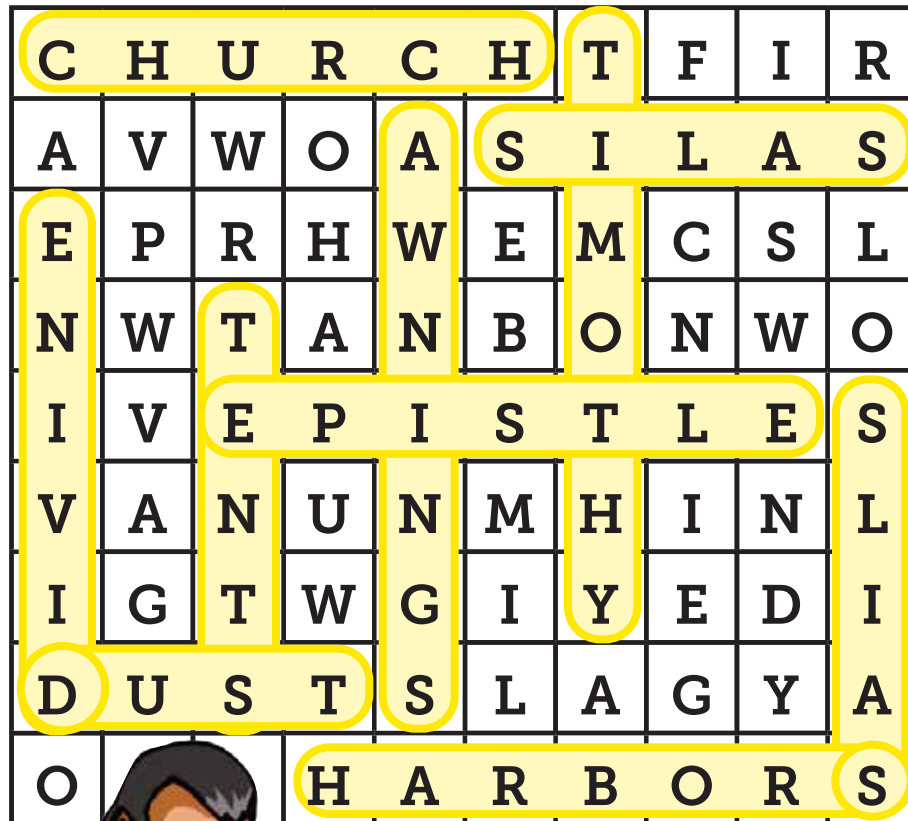 C H U R C H T F I R
A V W O A S I L A S
E P R H W E M C S L
N W T A N B O N W O
I V E P I S T L E S
V A N U N M H I N L
I G T W G I Y E D I
D U S T S L A G Y A
O H A R B O R S